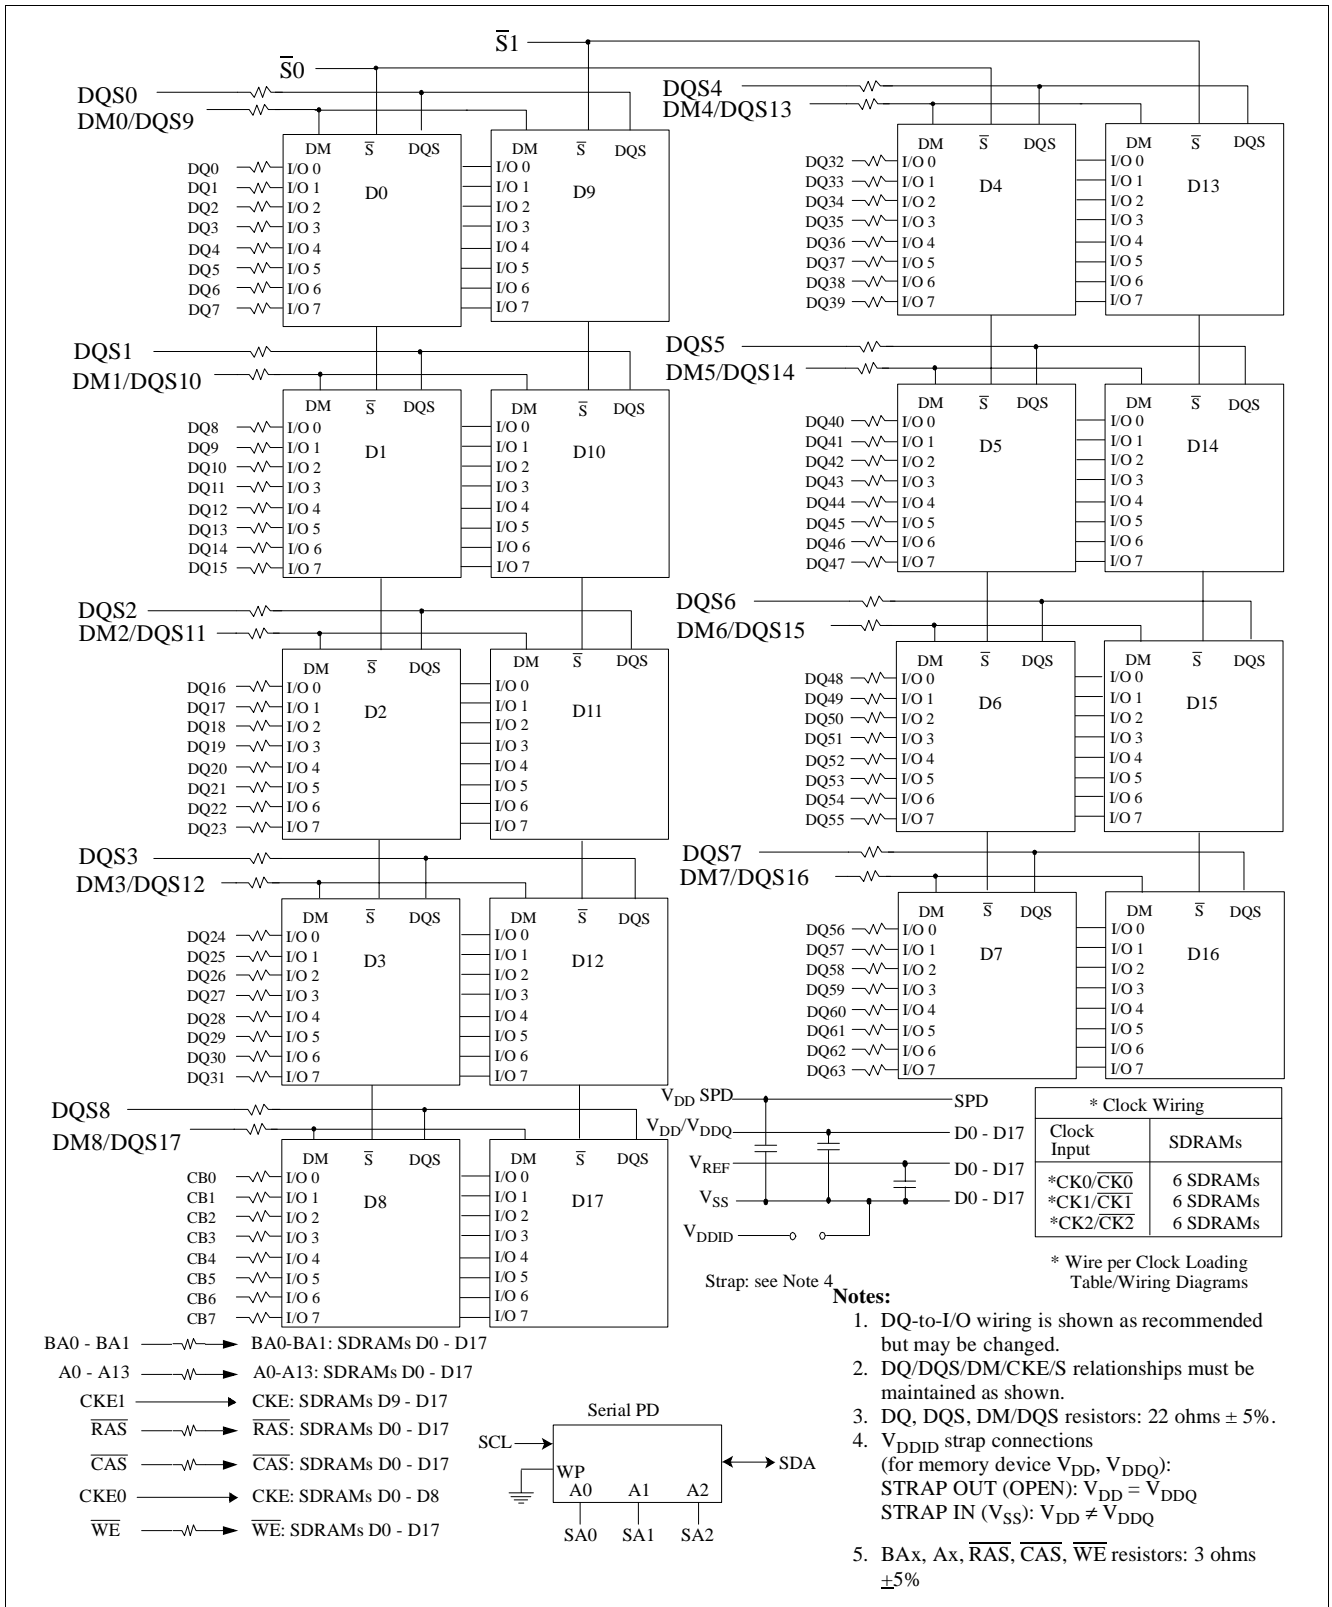 S̅1
S̅0
DQS0
DM0/DQS9
DM S̅ DQS
DM S̅ DQS
D0
D9
DQ0 I/O 0 I/O 0
DQ1 I/O 1 I/O 1
DQ2 I/O 2 I/O 2
DQ3 I/O 3 I/O 3
DQ4 I/O 4 I/O 4
DQ5 I/O 5 I/O 5
DQ6 I/O 6 I/O 6
DQ7 I/O 7 I/O 7
DQS1
DM1/DQS10
DM S̅ DQS
DM S̅ DQS
D1
D10
DQ8 I/O 0 I/O 0
DQ9 I/O 1 I/O 1
DQ10 I/O 2 I/O 2
DQ11 I/O 3 I/O 3
DQ12 I/O 4 I/O 4
DQ13 I/O 5 I/O 5
DQ14 I/O 6 I/O 6
DQ15 I/O 7 I/O 7
DQS2
DM2/DQS11
DM S̅ DQS
DM S̅ DQS
D2
D11
DQ16 I/O 0 I/O 0
DQ17 I/O 1 I/O 1
DQ18 I/O 2 I/O 2
DQ19 I/O 3 I/O 3
DQ20 I/O 4 I/O 4
DQ21 I/O 5 I/O 5
DQ22 I/O 6 I/O 6
DQ23 I/O 7 I/O 7
DQS3
DM3/DQS12
DM S̅ DQS
DM S̅ DQS
D3
D12
DQ24 I/O 0 I/O 0
DQ25 I/O 1 I/O 1
DQ26 I/O 2 I/O 2
DQ27 I/O 3 I/O 3
DQ28 I/O 4 I/O 4
DQ29 I/O 5 I/O 5
DQ30 I/O 6 I/O 6
DQ31 I/O 7 I/O 7
DQS8
DM8/DQS17
DM S̅ DQS
DM S̅ DQS
D8
D17
CB0 I/O 0 I/O 0
CB1 I/O 1 I/O 1
CB2 I/O 2 I/O 2
CB3 I/O 3 I/O 3
CB4 I/O 4 I/O 4
CB5 I/O 5 I/O 5
CB6 I/O 6 I/O 6
CB7 I/O 7 I/O 7
DQS4
DM4/DQS13
DM S̅ DQS
DM S̅ DQS
D4
D13
DQ32 I/O 0 I/O 0
DQ33 I/O 1 I/O 1
DQ34 I/O 2 I/O 2
DQ35 I/O 3 I/O 3
DQ36 I/O 4 I/O 4
DQ37 I/O 5 I/O 5
DQ38 I/O 6 I/O 6
DQ39 I/O 7 I/O 7
DQS5
DM5/DQS14
DM S̅ DQS
DM S̅ DQS
D5
D14
DQ40 I/O 0 I/O 0
DQ41 I/O 1 I/O 1
DQ42 I/O 2 I/O 2
DQ43 I/O 3 I/O 3
DQ44 I/O 4 I/O 4
DQ45 I/O 5 I/O 5
DQ46 I/O 6 I/O 6
DQ47 I/O 7 I/O 7
DQS6
DM6/DQS15
DM S̅ DQS
DM S̅ DQS
D6
D15
DQ48 I/O 0 I/O 0
DQ49 I/O 1 I/O 1
DQ50 I/O 2 I/O 2
DQ51 I/O 3 I/O 3
DQ52 I/O 4 I/O 4
DQ53 I/O 5 I/O 5
DQ54 I/O 6 I/O 6
DQ55 I/O 7 I/O 7
DQS7
DM7/DQS16
DM S̅ DQS
DM S̅ DQS
D7
D16
DQ56 I/O 0 I/O 0
DQ57 I/O 1 I/O 1
DQ58 I/O 2 I/O 2
DQ59 I/O 3 I/O 3
DQ60 I/O 4 I/O 4
DQ61 I/O 5 I/O 5
DQ62 I/O 6 I/O 6
DQ63 I/O 7 I/O 7
VDD SPD SPD
VDD/VDDQ D0 - D17
VREF D0 - D17
VSS D0 - D17
VDDID
Strap: see Note 4
* Clock Wiring
Clock Input SDRAMs
*CK0/C̅K̅0̅ 6 SDRAMs
*CK1/C̅K̅1̅ 6 SDRAMs
*CK2/C̅K̅2̅ 6 SDRAMs
* Wire per Clock Loading
Table/Wiring Diagrams
BA0 - BA1 BA0-BA1: SDRAMs D0 - D17
A0 - A13 A0-A13: SDRAMs D0 - D17
CKE1 CKE: SDRAMs D9 - D17
R̅A̅S̅ R̅A̅S̅: SDRAMs D0 - D17
C̅A̅S̅ C̅A̅S̅: SDRAMs D0 - D17
CKE0 CKE: SDRAMs D0 - D8
W̅E̅ W̅E̅: SDRAMs D0 - D17
Serial PD
SCL
WP
SDA
A0 A1 A2
SA0 SA1 SA2
Notes:
1. DQ-to-I/O wiring is shown as recommended
but may be changed.
2. DQ/DQS/DM/CKE/S relationships must be
maintained as shown.
3. DQ, DQS, DM/DQS resistors: 22 ohms ± 5%.
4. VDDID strap connections
(for memory device VDD, VDDQ):
STRAP OUT (OPEN): VDD = VDDQ
STRAP IN (VSS): VDD ≠ VDDQ
5. BAx, Ax, R̅A̅S̅, C̅A̅S̅, W̅E̅ resistors: 3 ohms
±5%